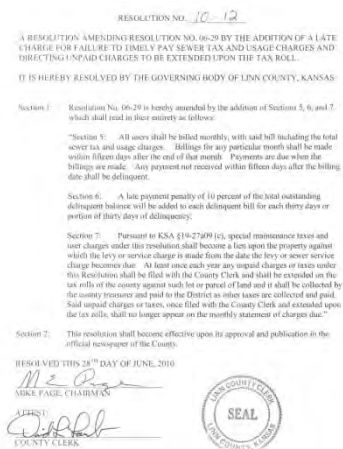 RESOLUTION NO. 10-12
A RESOLUTION AMENDING RESOLUTION NO. 06-29 BY THE ADDITION OF A LATE
CHARGE FOR FAILURE TO TIMELY PAY SEWER TAX AND USAGE CHARGES AND
DIRECTING UNPAID CHARGES TO BE EXTENDED UPON THE TAX ROLL.
IT IS HEREBY RESOLVED BY THE GOVERNING BODY OF LINN COUNTY, KANSAS:
Section 1 Resolution No. 06-29 is hereby amended by the addition of Sections 5, 6, and 7
which shall read in their entirety as follows:
"Section 5: All users shall be billed monthly, with said bill including the total
sewer tax and usage charges. Billings for any particular month shall be made
within fifteen days after the end of that month. Payments are due when the
billings are made. Any payment not received within fifteen days after the billing
date shall be delinquent.
Section 6: A late payment penalty of 10 percent of the total outstanding
delinquent balance will be added to each delinquent bill for each thirty days or
portion of thirty days of delinquency.
Section 7: Pursuant to KSA §19-27a09 (c), special maintenance taxes and
user charges under this resolution shall become a lien upon the property against
which the levy or service charge is made from the date the levy or sewer service
charge becomes due. At least once each year any unpaid charges or taxes under
this Resolution shall be filed with the County Clerk and shall be extended on the
tax rolls of the county against such lot or parcel of land and it shall be collected by
the county treasurer and paid to the District as other taxes are collected and paid.
Said unpaid charges or taxes, once filed with the County Clerk and extended upon
the tax rolls, shall no longer appear on the monthly statement of charges due."
Section 2: This resolution shall become effective upon its approval and publication in the
official newspaper of the County.
RESOLVED THIS 28TH DAY OF JUNE, 2010
MIKE PAGE, CHAIRMAN
ATTEST:
COUNTY CLERK
LINN COUNTY CLERK
SEAL
LINN COUNTY, KANSAS